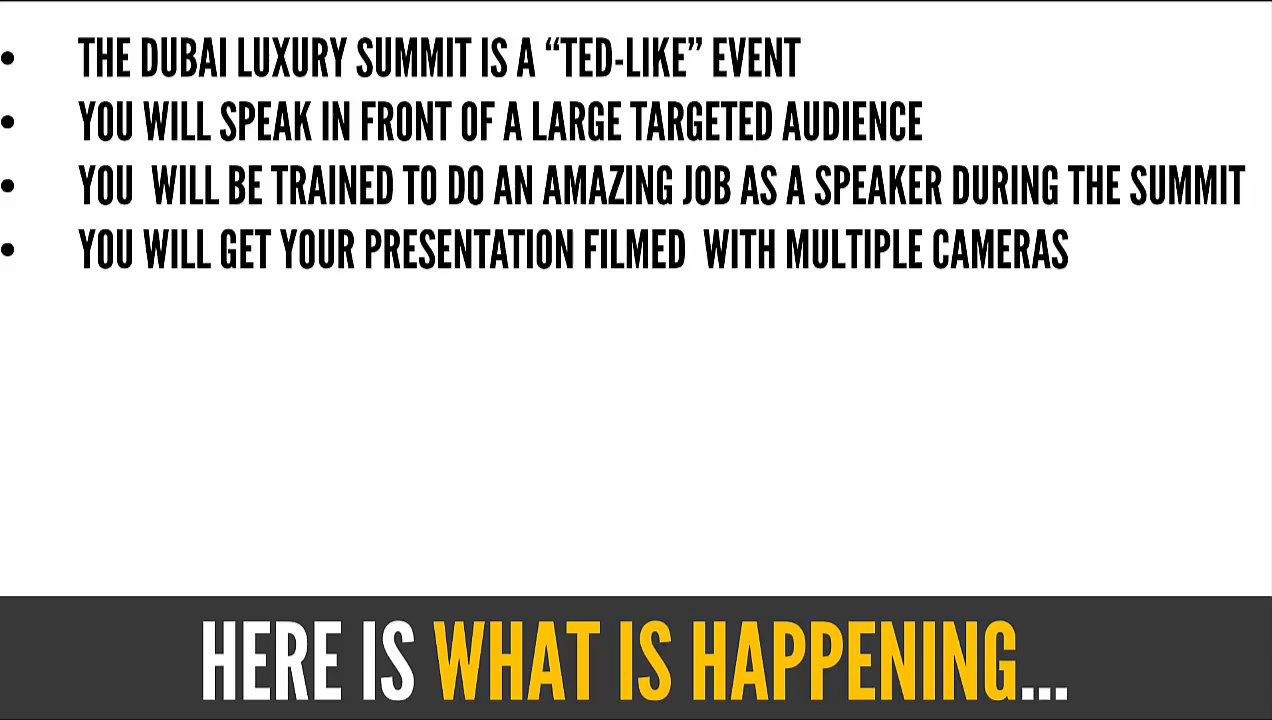 • THE DUBAI LUXURY SUMMIT IS A “TED-LIKE” EVENT
• YOU WILL SPEAK IN FRONT OF A LARGE TARGETED AUDIENCE
• YOU  WILL BE TRAINED TO DO AN AMAZING JOB AS A SPEAKER DURING THE SUMMIT
• YOU WILL GET YOUR PRESENTATION FILMED  WITH MULTIPLE CAMERAS
HERE IS WHAT IS HAPPENING...